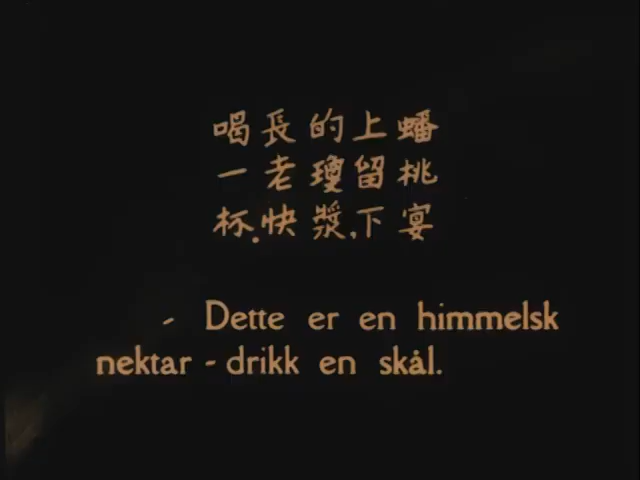 蟠桃宴
上留下
的瓊漿,
長老快
喝一杯.
- Dette er en himmelsk
nektar - drikk en skål.